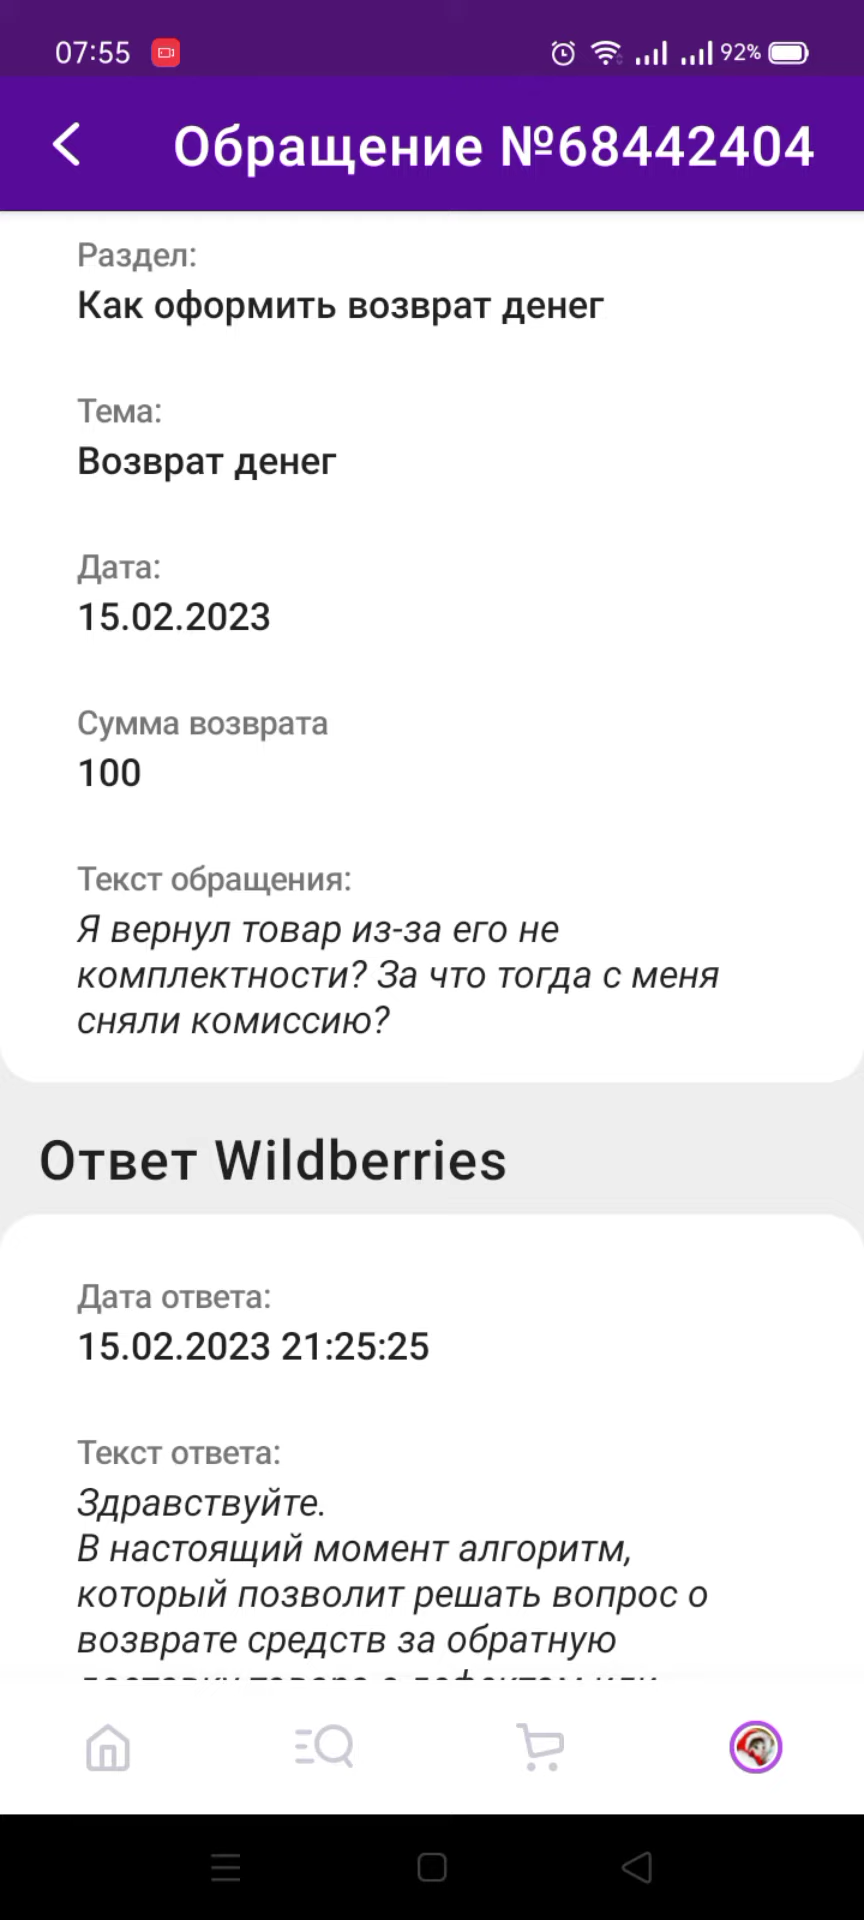 07:55
92%
Обращение №68442404
Раздел:
Как оформить возврат денег
Тема:
Возврат денег
Дата:
15.02.2023
Сумма возврата
100
Текст обращения:
Я вернул товар из-за его не
комплектности? За что тогда с меня
сняли комиссию?
Ответ Wildberries
Дата ответа:
15.02.2023 21:25:25
Текст ответа:
Здравствуйте.
В настоящий момент алгоритм,
который позволит решать вопрос о
возврате средств за обратную